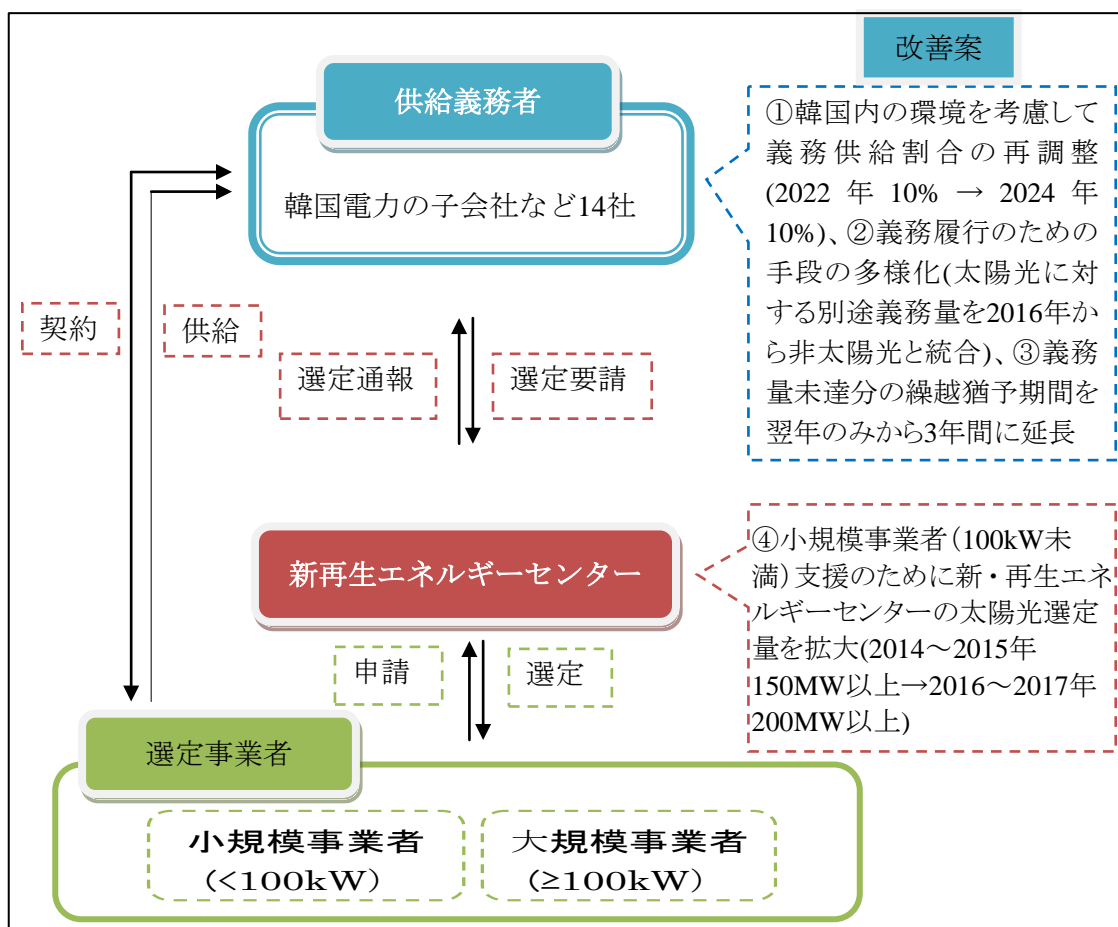 改善案
供給義務者
韓国電力の子会社など14社
①韓国内の環境を考慮して
義務供給割合の再調整
(2022 年 10% → 2024 年
10%)、②義務履行のための
手段の多様化(太陽光に対
する別途義務量を2016年か
ら非太陽光と統合)、③義務
量未達分の繰越猶予期間を
翌年のみから3年間に延長
契約
供給
選定通報
選定要請
新再生エネルギーセンター
④小規模事業者(100kW未
満)支援のために新・再生エネ
ルギーセンターの太陽光選定
量を拡大(2014～2015年
150MW以上→2016～2017年
200MW以上)
申請
選定
選定事業者
小規模事業者
(<100kW)
大規模事業者
(≥100kW)